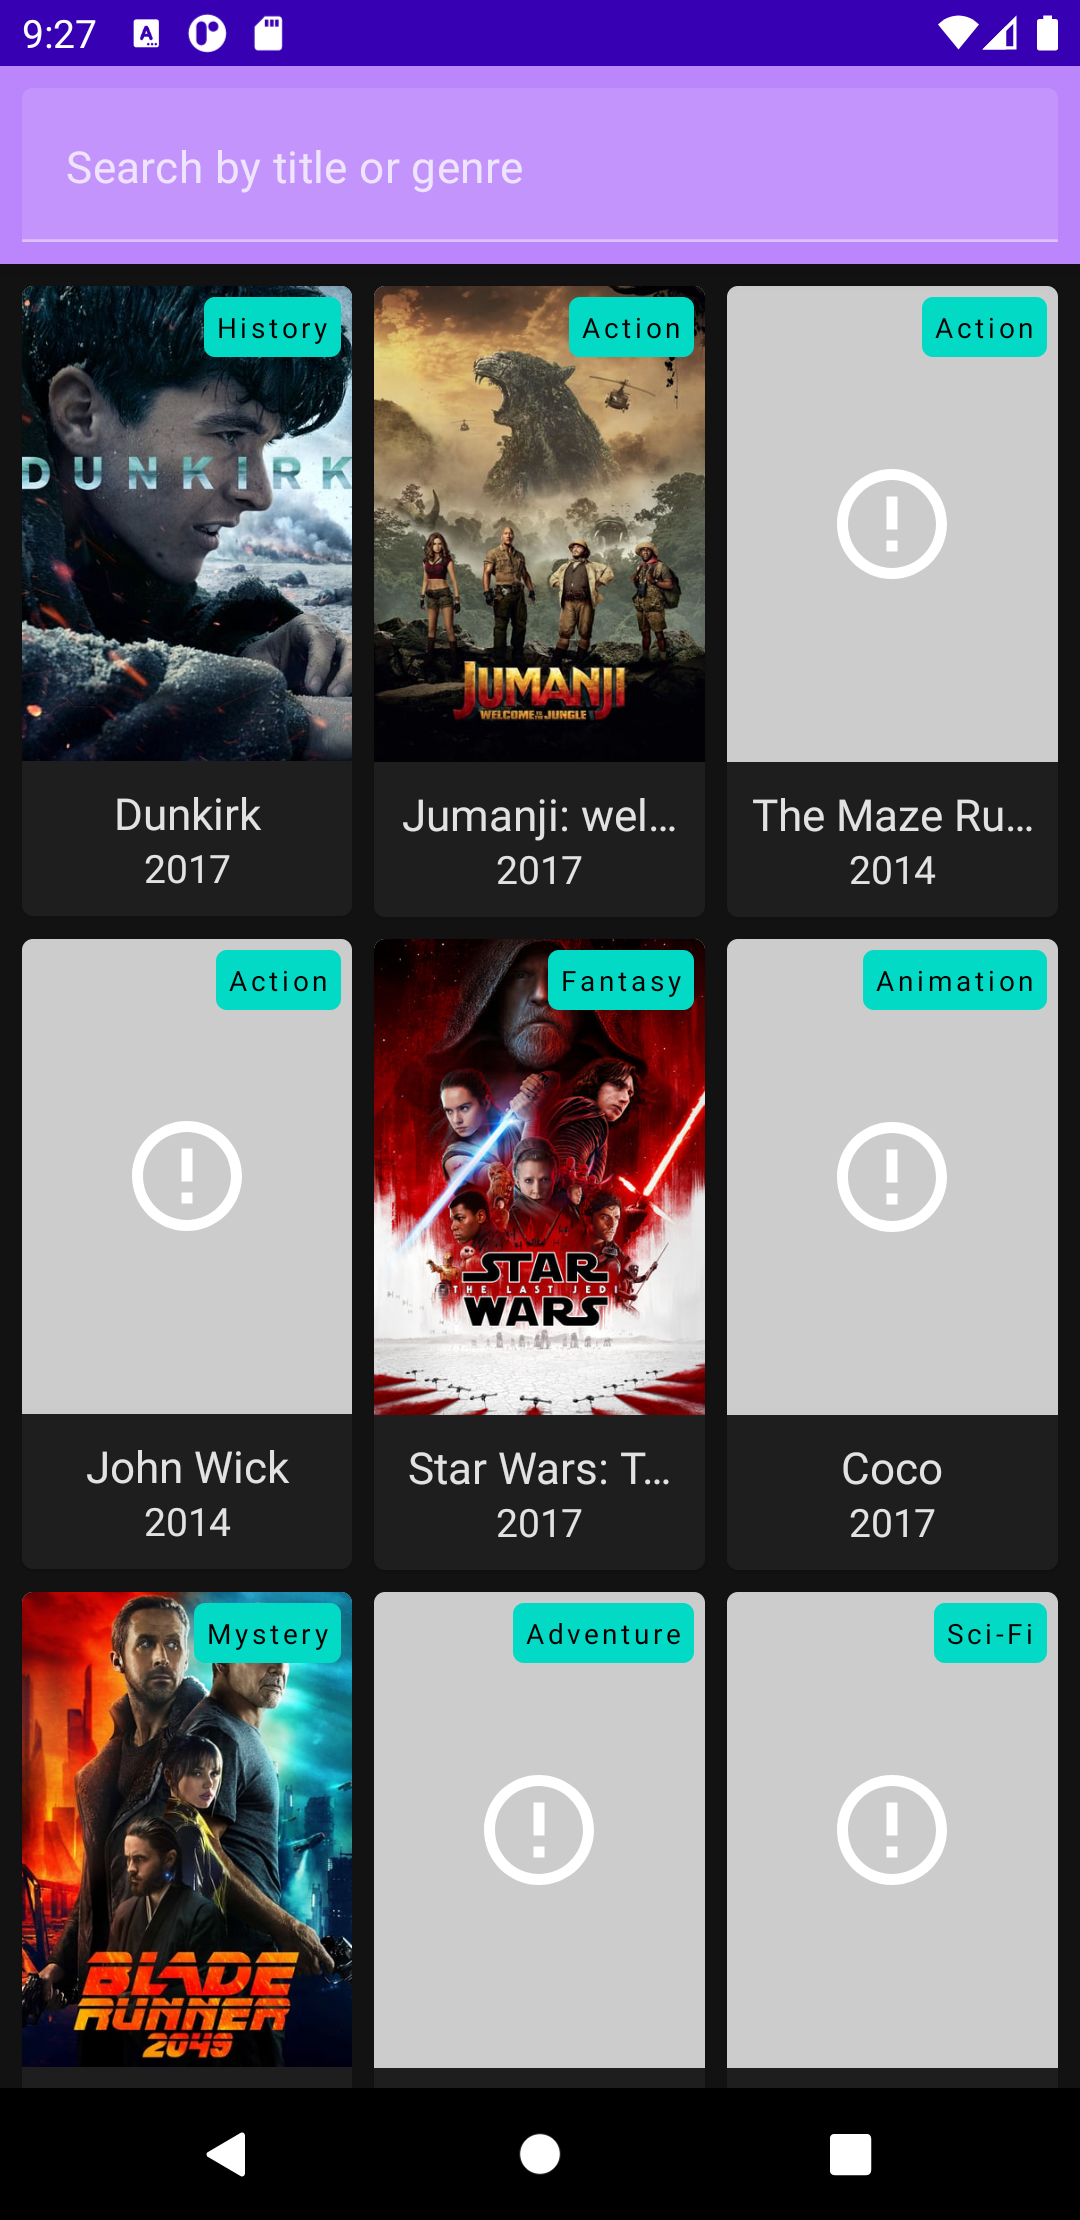 9:27
Search by title or genre
History
DUNKIRK
Dunkirk
2017
Action
JUMANJI
WELCOME TO THE JUNGLE
Jumanji: wel...
2017
Action
The Maze Ru...
2014
Action
John Wick
2014
Fantasy
STAR
THE LAST JEDI
WARS
Star Wars: T...
2017
Animation
Coco
2017
Mystery
BLADE
RUNNER
2049
Adventure
Sci-Fi